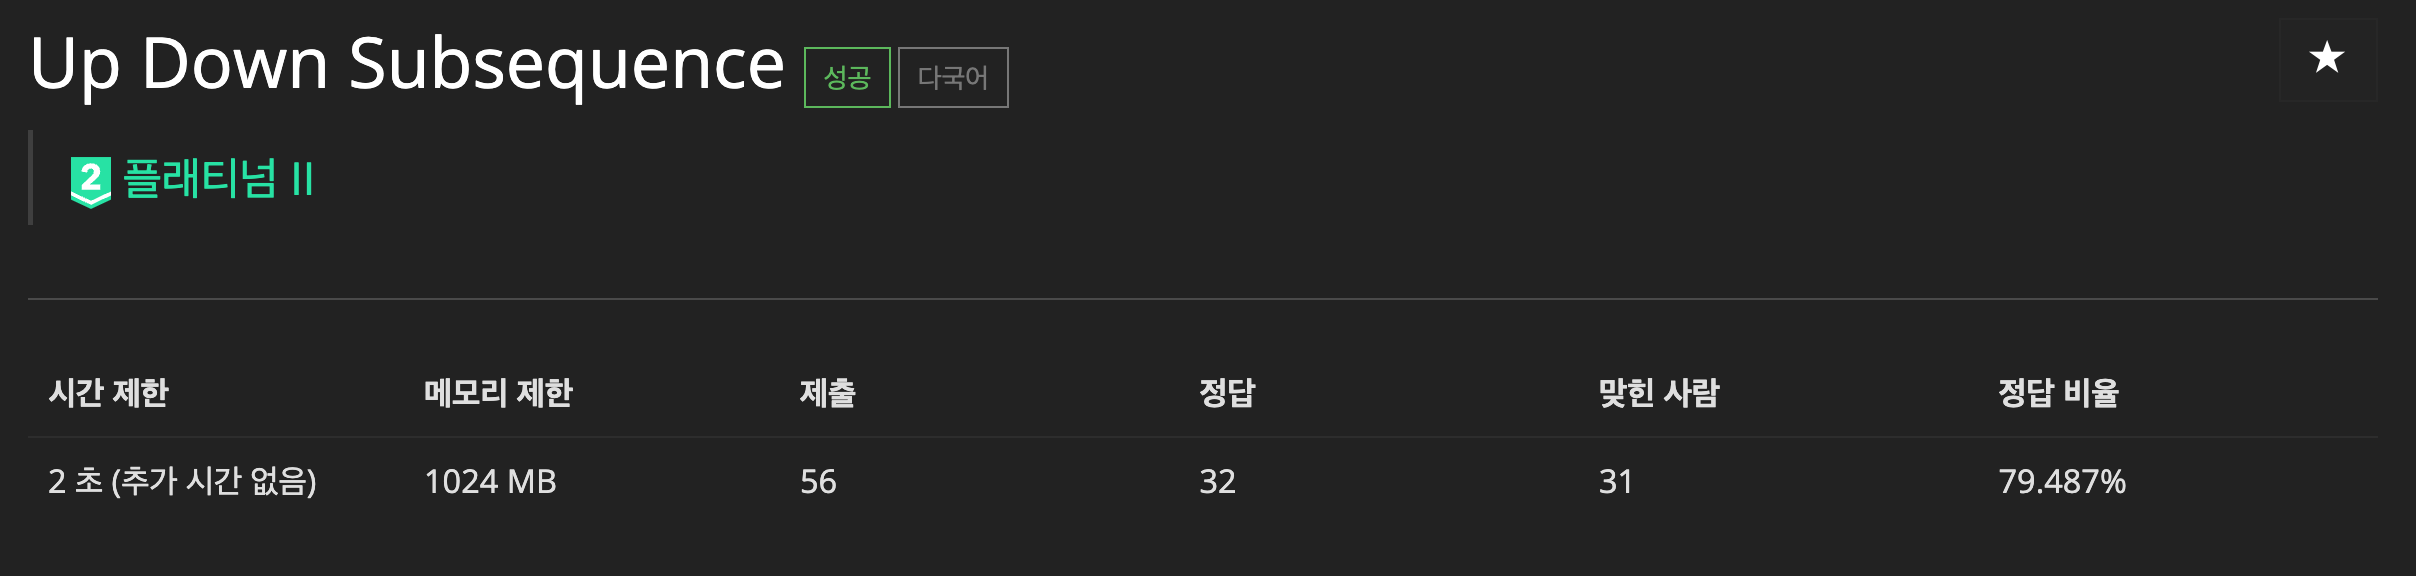 Up Down Subsequence 성공 다국어
2 플래티넘 II
시간 제한 메모리 제한 제출 정답 맞힌 사람 정답 비율
2 초 (추가 시간 없음) 1024 MB 56 32 31 79.487%